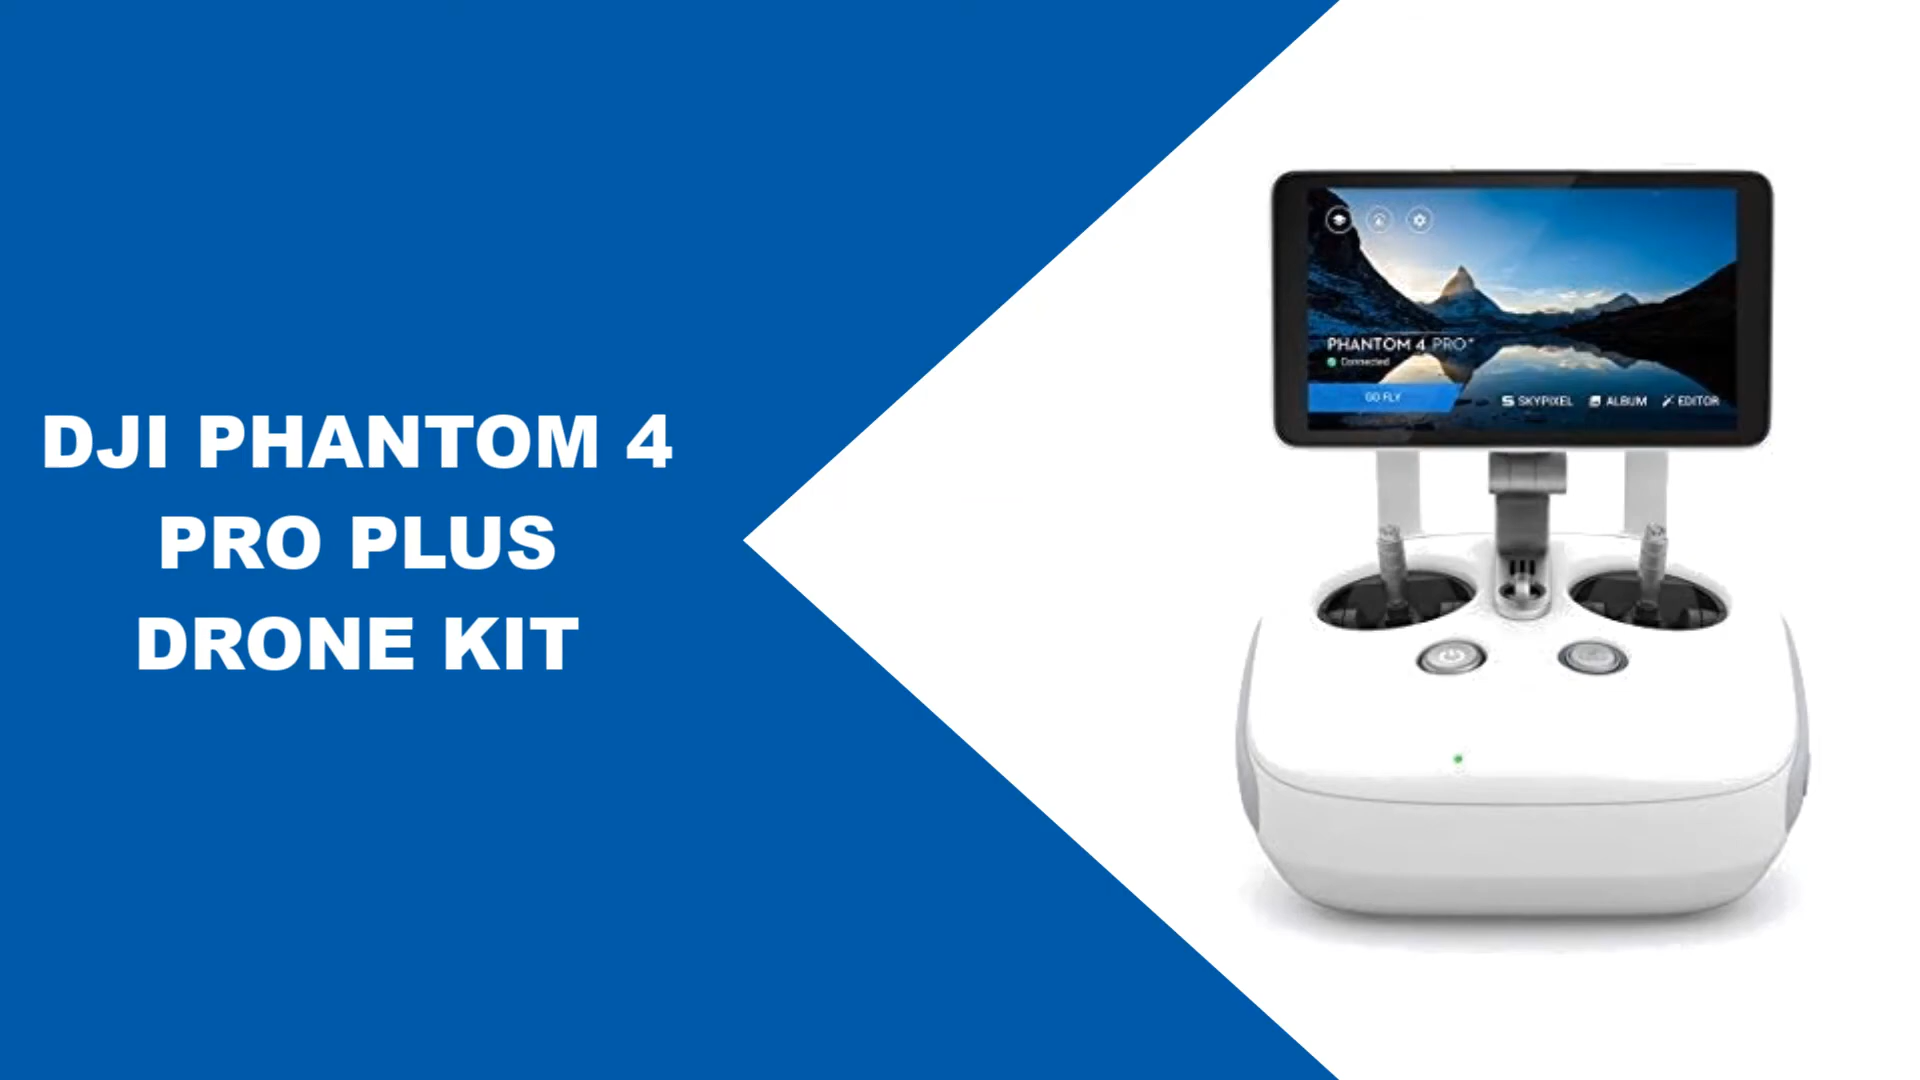 DJI PHANTOM 4
PRO PLUS
DRONE KIT
PHANTOM 4 PRO+
Connected
GO FLY
SKYPIXEL ALBUM EDITOR